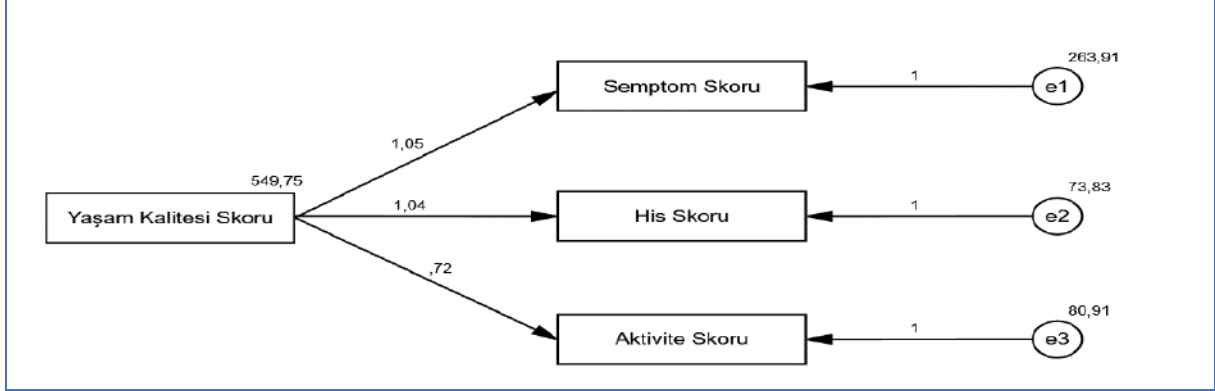 263,91
Semptom Skoru
1
e1
1,05
549,75
Yaşam Kalitesi Skoru
1,04
His Skoru
1
73,83
e2
,72
Aktivite Skoru
1
80,91
e3